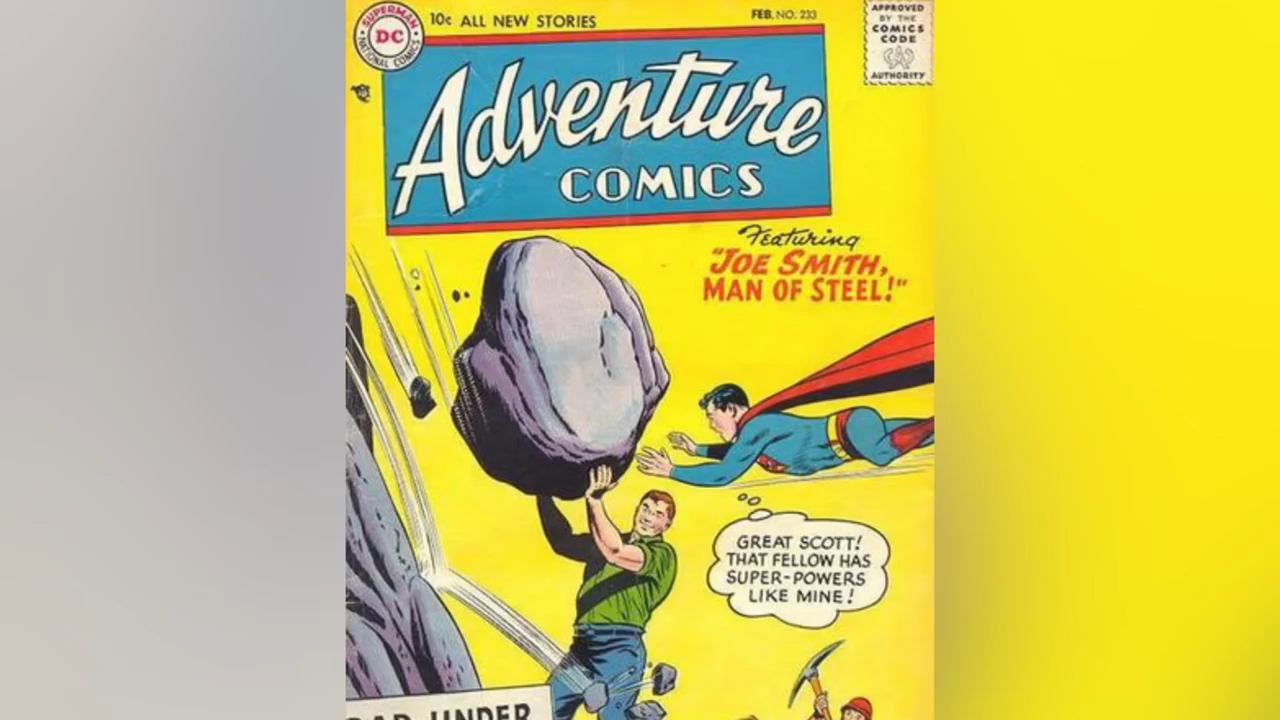 SUPERMAN
DC
NATIONAL COMICS
10¢ ALL NEW STORIES
FEB. NO. 233
APPROVED
BY THE
COMICS
CODE
AUTHORITY
Adventure
COMICS
Featuring
"JOE SMITH,
MAN OF STEEL!"
GREAT SCOTT!
THAT FELLOW HAS
SUPER-POWERS
LIKE MINE!
UNDER